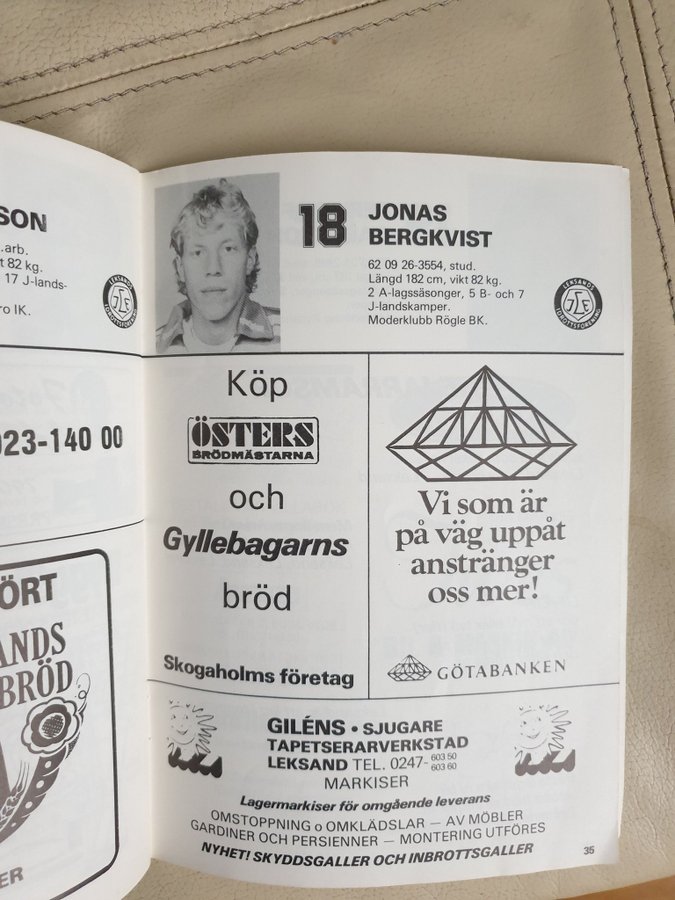 SON
.arb.
t 82 kg.
17 J-lands-
ro IK.
023-140 00
ÖRT
ANDS
BRÖD
ER
18 JONAS
BERGKVIST
62 09 26-3554, stud.
Längd 182 cm, vikt 82 kg.
2 A-lagssäsonger, 5 B- och 7
J-landskamper.
Moderklubb Rögle BK.
LEKSANDS
IDROTTSFÖRENING
Köp
ÖSTERS
BRÖDMÄSTARNA
och
Gyllebagarns
bröd
Skogaholms företag
Vi som är
på väg uppåt
anstränger
oss mer!
GÖTABANKEN
GILÉNS • SJUGARE
TAPETSERARVERKSTAD
LEKSAND TEL. 0247- 603 50
603 60
MARKISER
Lagermarkiser för omgående leverans
OMSTOPPNING o OMKLÄDSLAR — AV MÖBLER
GARDINER OCH PERSIENNER — MONTERING UTFÖRES
NYHET! SKYDDSGALLER OCH INBROTTSGALLER
35